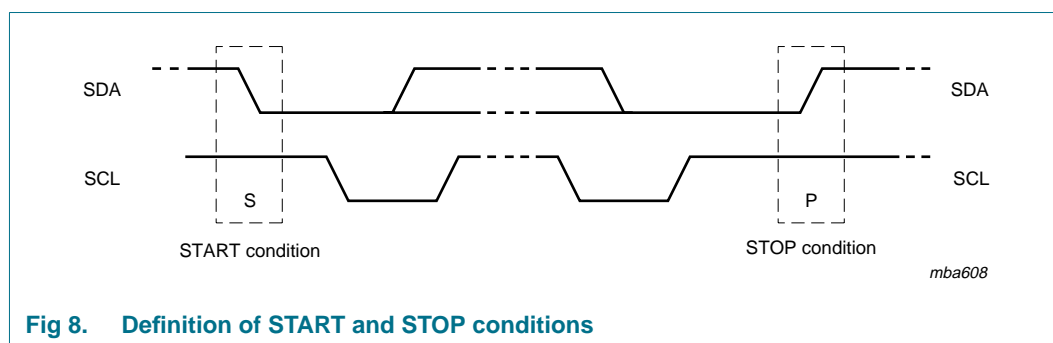 SDA
SDA
SCL
SCL
S
P
START condition
STOP condition
mba608
Fig 8. Definition of START and STOP conditions